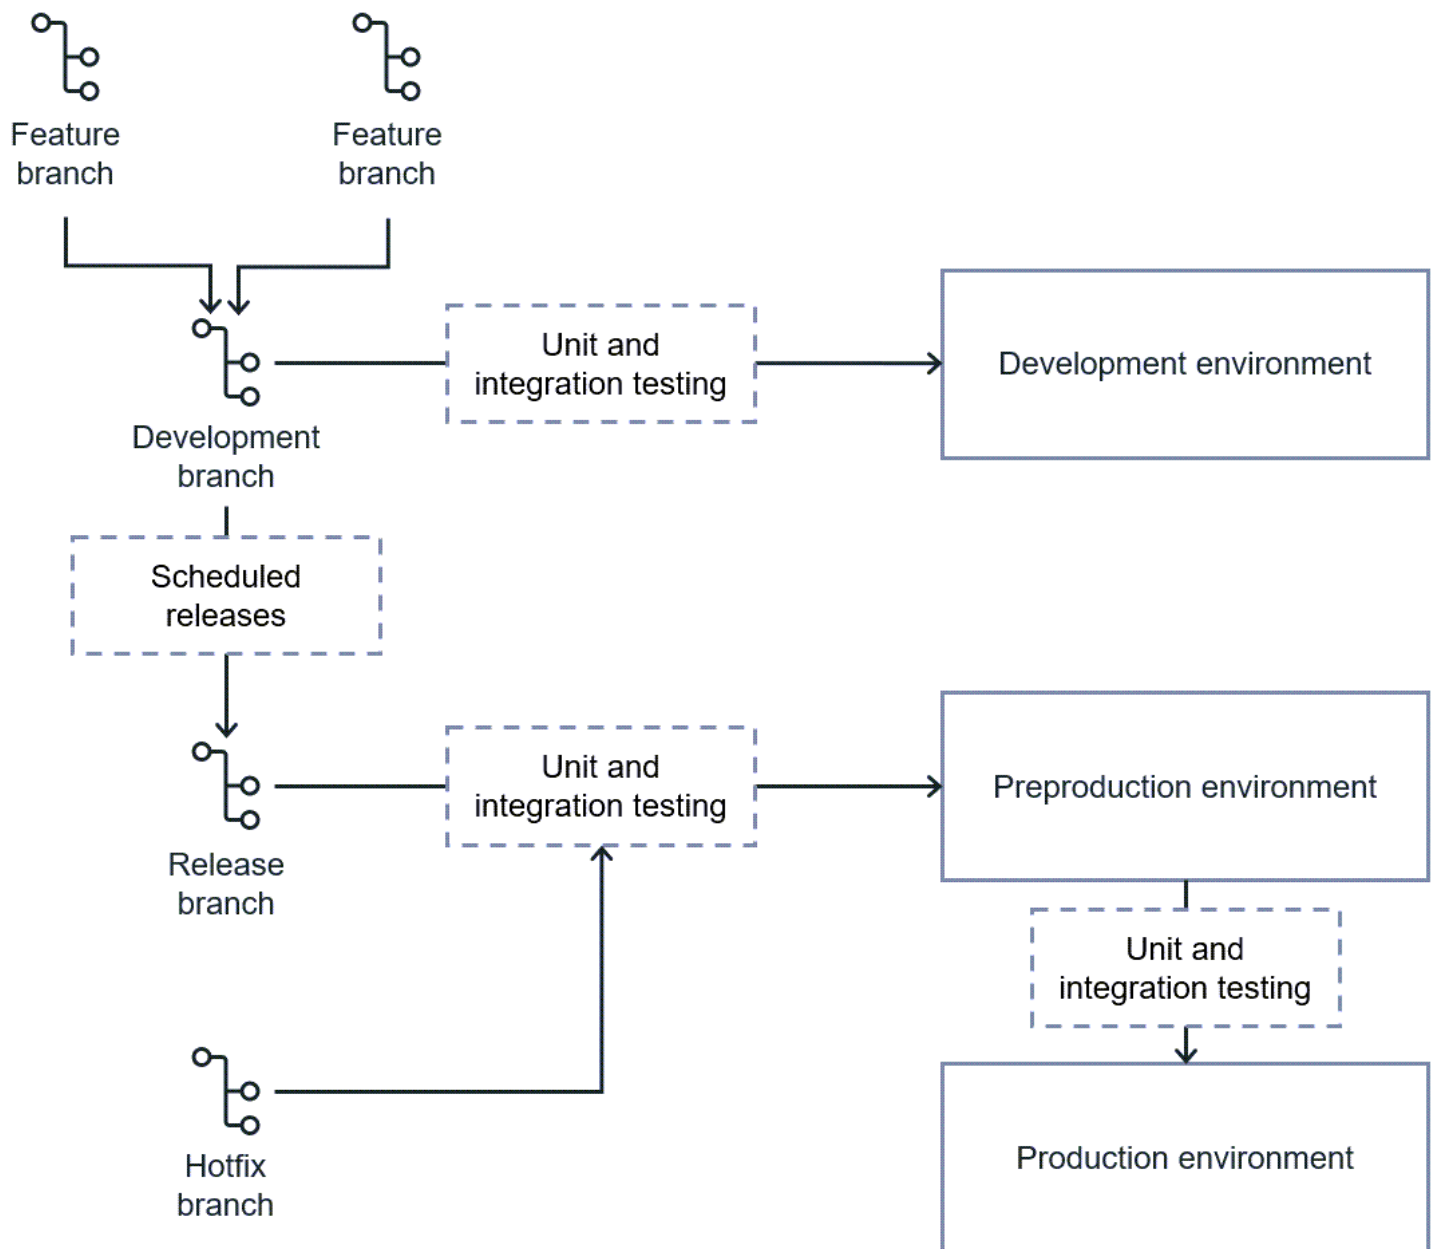 Feature
branch
Feature
branch
Unit and
integration testing
Development environment
Development
branch
Scheduled
releases
Unit and
integration testing
Preproduction environment
Release
branch
Unit and
integration testing
Hotfix
branch
Production environment